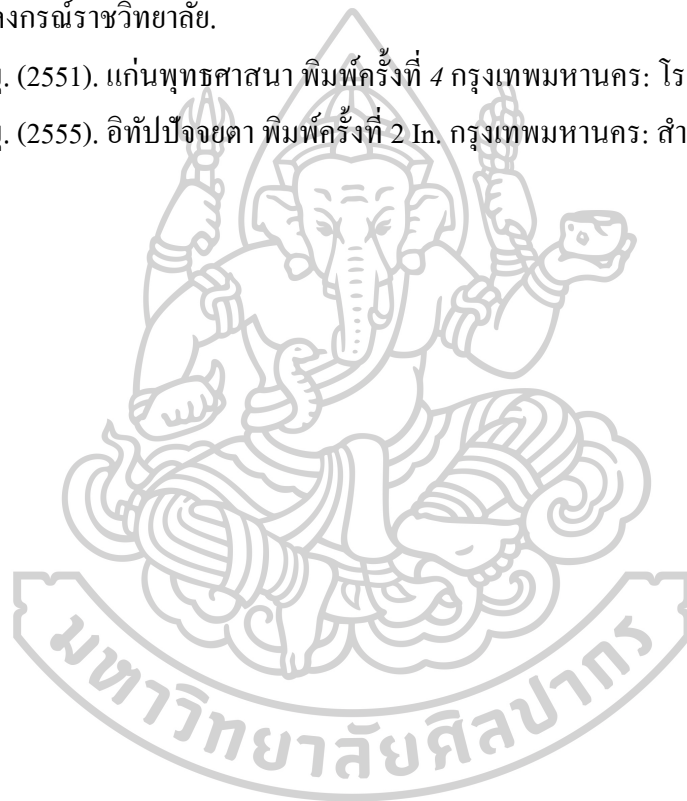 งกรณ์ราชวิทยาลัย.
. (2551). แก่นพุทธศาสนา พิมพ์ครั้งที่ 4 กรุงเทพมหานคร: โร
. (2555). อิทัปปัจจยตา พิมพ์ครั้งที่ 2 In. กรุงเทพมหานคร: สำ
มหาวิทยาลัยศิลปากร